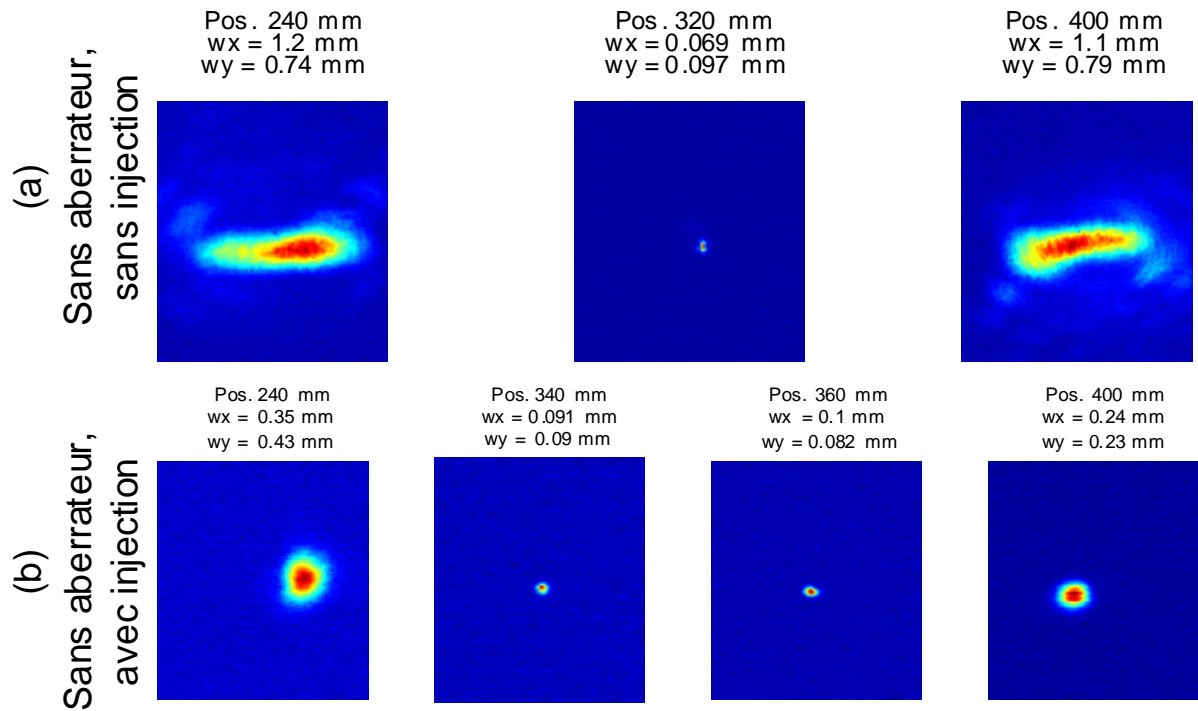 (a)
Sans aberrateur,
sans injection
Pos. 240 mm
wx = 1.2 mm
wy = 0.74 mm
Pos. 320 mm
wx = 0.069 mm
wy = 0.097 mm
Pos. 400 mm
wx = 1.1 mm
wy = 0.79 mm
(b)
Sans aberrateur,
avec injection
Pos. 240 mm
wx = 0.35 mm
wy = 0.43 mm
Pos. 340 mm
wx = 0.091 mm
wy = 0.09 mm
Pos. 360 mm
wx = 0.1 mm
wy = 0.082 mm
Pos. 400 mm
wx = 0.24 mm
wy = 0.23 mm